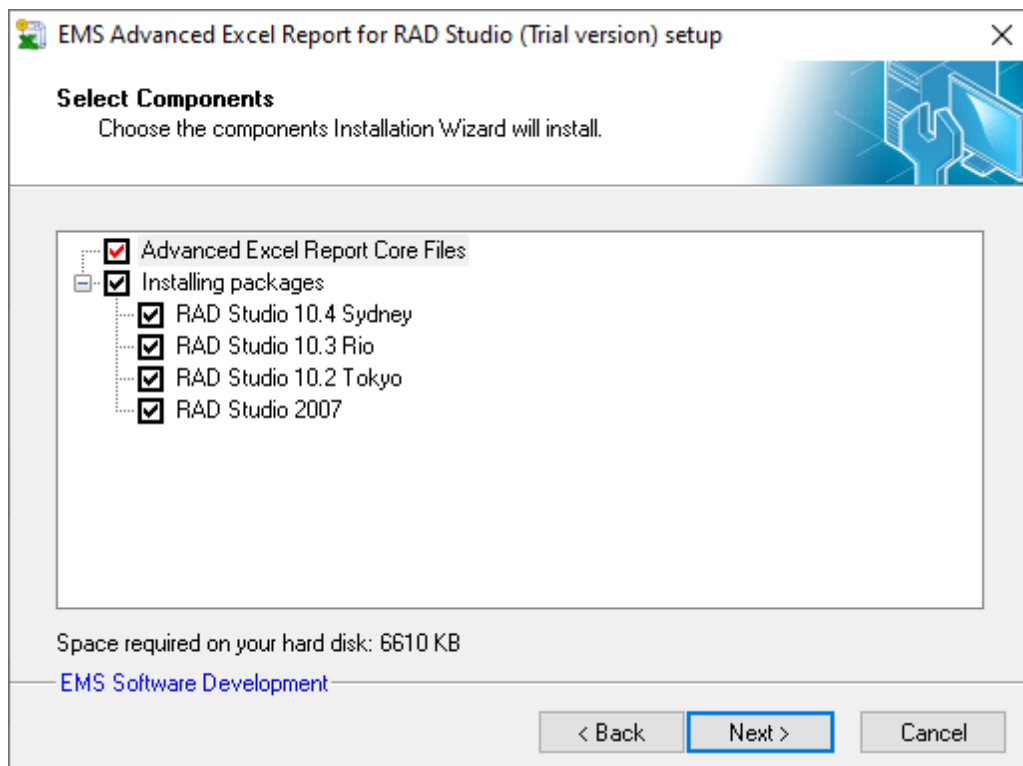 EMS Advanced Excel Report for RAD Studio (Trial version) setup
Select Components
Choose the components Installation Wizard will install.
Advanced Excel Report Core Files
Installing packages
RAD Studio 10.4 Sydney
RAD Studio 10.3 Rio
RAD Studio 10.2 Tokyo
RAD Studio 2007
Space required on your hard disk: 6610 KB
EMS Software Development
< Back Next > Cancel